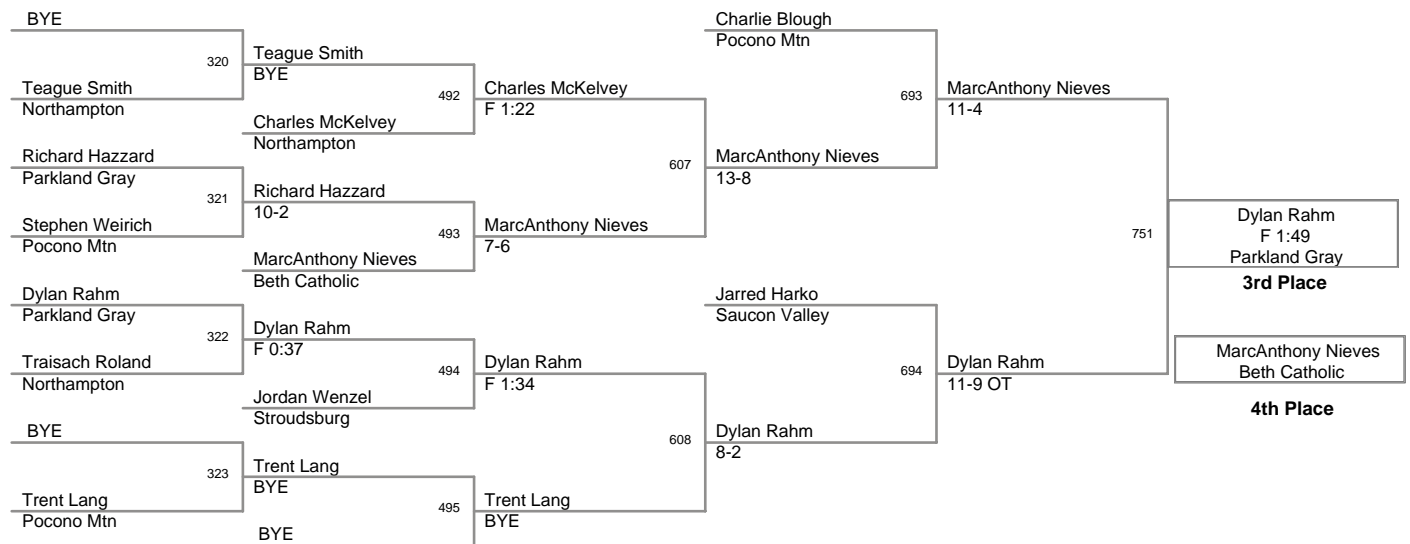 BYE
320
Teague Smith
Northampton
Richard Hazzard
Parkland Gray
321
Stephen Weirich
Pocono Mtn
Dylan Rahm
Parkland Gray
322
Traisach Roland
Northampton
BYE
323
Trent Lang
Pocono Mtn
Teague Smith
BYE
492
Charles McKelvey
Northampton
Richard Hazzard
10-2
493
MarcAnthony Nieves
Beth Catholic
Dylan Rahm
F 0:37
494
Jordan Wenzel
Stroudsburg
Trent Lang
BYE
495
BYE
Charles McKelvey
F 1:22
607
MarcAnthony Nieves
7-6
Dylan Rahm
F 1:34
608
Trent Lang
BYE
Charlie Blough
Pocono Mtn
693
MarcAnthony Nieves
13-8
Jarred Harko
Saucon Valley
694
Dylan Rahm
8-2
MarcAnthony Nieves
11-4
751
Dylan Rahm
11-9 OT
Dylan Rahm
F 1:49
Parkland Gray
3rd Place
MarcAnthony Nieves
Beth Catholic
4th Place